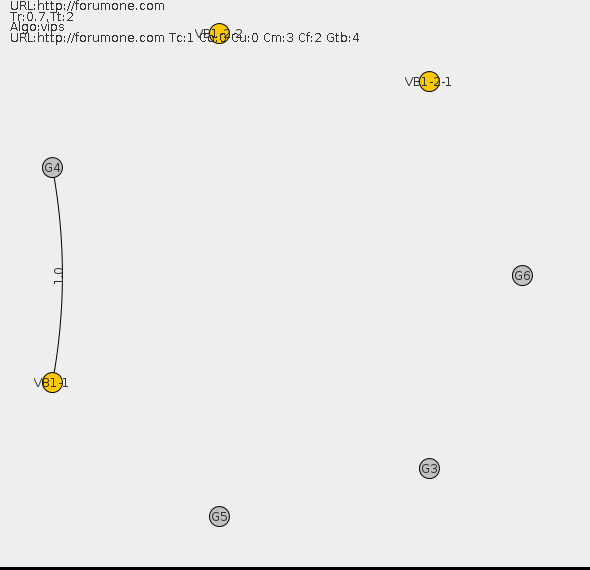 URL:http://forumone.com
Tr:0.7,Tt:2
Algo:vips
URL:http://forumone.com Tc:1 Co:0 Cu:0 Cm:3 Cf:2 Gtb:4
VB1-2-2
VB1-2-1
G4
G6
1.0
VB1-1
G3
G5